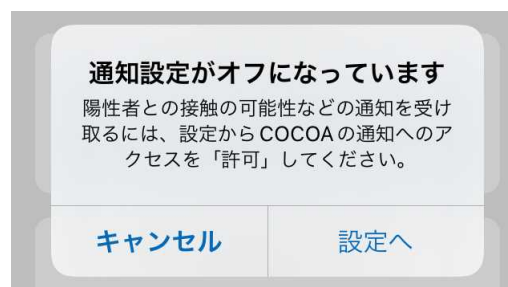 通知設定がオフになっています
陽性者との接触の可能性などの通知を受け
取るには、設定からCOCOAの通知へのア
クセスを「許可」してください。
キャンセル
設定へ